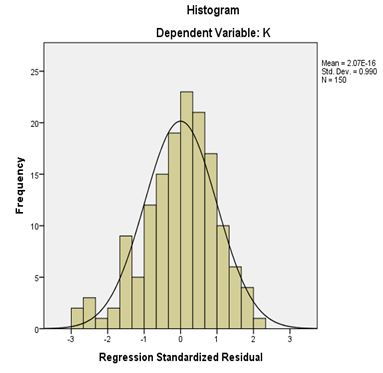 Histogram
Dependent Variable: K
Mean = 2.07E-16
Std. Dev. = 0.990
N = 150
Frequency
25
20
15
10
5
0
-3 -2 -1 0 1 2 3
Regression Standardized Residual